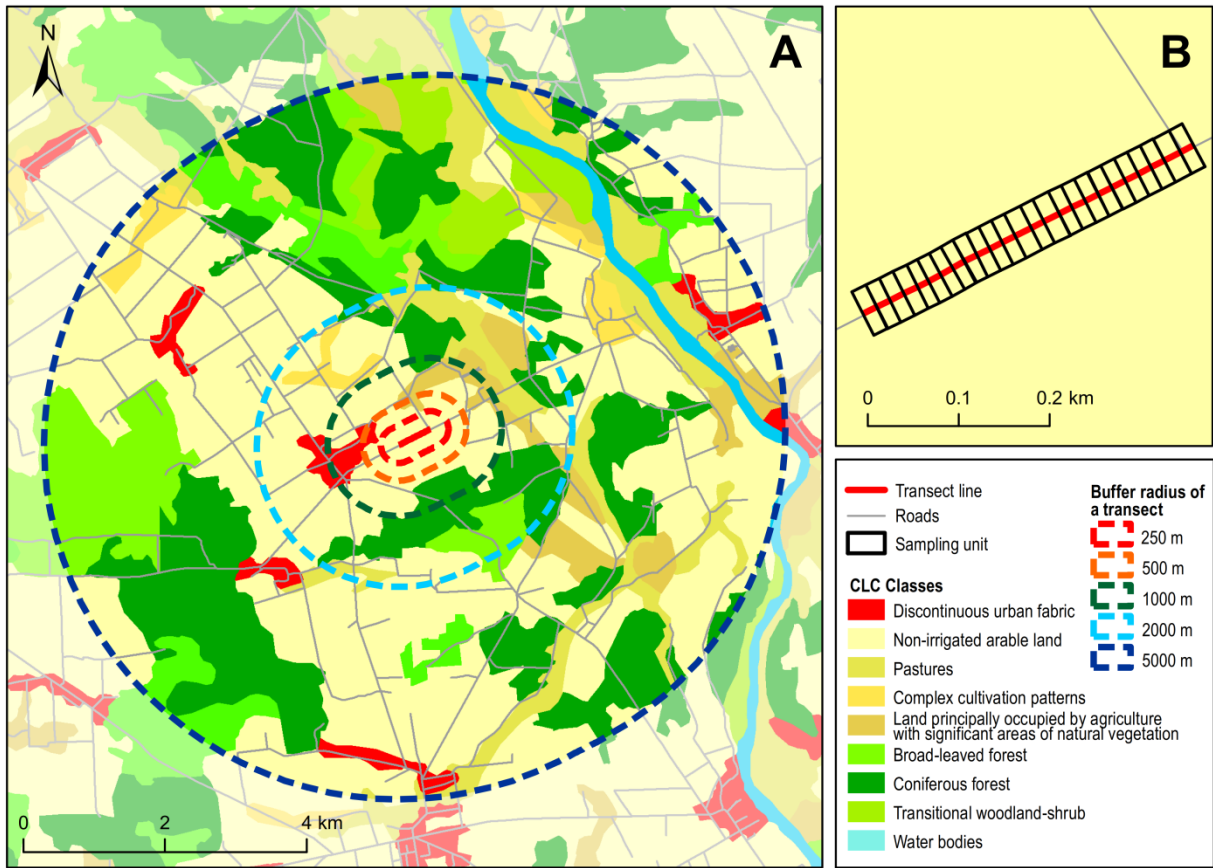 N
A
0
2
4 km
B
0
0.1
0.2 km
Transect line
Roads
Sampling unit
CLC Classes
Discontinuous urban fabric
Non-irrigated arable land
Pastures
Complex cultivation patterns
Land principally occupied by agriculture
with significant areas of natural vegetation
Broad-leaved forest
Coniferous forest
Transitional woodland-shrub
Water bodies
Buffer radius of
a transect
250 m
500 m
1000 m
2000 m
5000 m